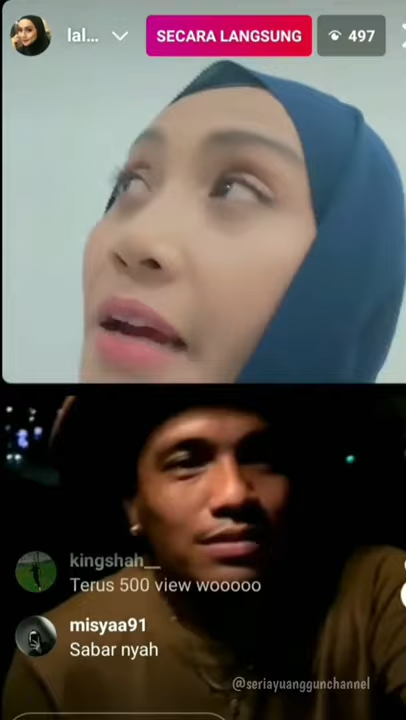 lal...
SECARA LANGSUNG
497
kingshah__
Terus 500 view wooooo
misyaa91
Sabar nyah
@seriayuanggunchannel